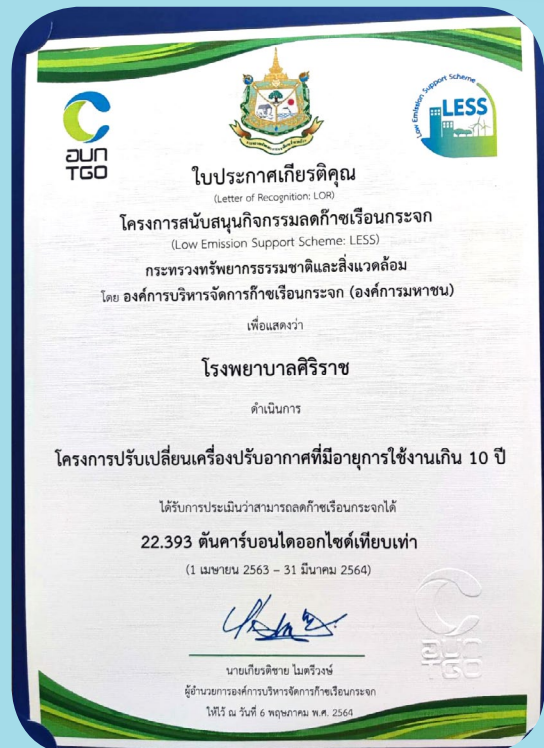 อบก
TGO
Low Emission Support Scheme
LESS
ใบประกาศเกียรติคุณ
(Letter of Recognition: LOR)
โครงการสนับสนุนกิจกรรมลดก๊าซเรือนกระจก
(Low Emission Support Scheme: LESS)
กระทรวงทรัพยากรธรรมชาติและสิ่งแวดล้อม
โดย องค์การบริหารจัดการก๊าซเรือนกระจก (องค์การมหาชน)
เพื่อแสดงว่า
โรงพยาบาลศิริราช
ดำเนินการ
โครงการปรับเปลี่ยนเครื่องปรับอากาศที่มีอายุการใช้งานเกิน 10 ปี
ได้รับการประเมินว่าสามารถลดก๊าซเรือนกระจกได้
22.393 ตันคาร์บอนไดออกไซด์เทียบเท่า
(1 เมษายน 2563 – 31 มีนาคม 2564)
นายเกียรติชาย ไมตรีวงษ์
ผู้อำนวยการองค์การบริหารจัดการก๊าซเรือนกระจก
ให้ไว้ ณ วันที่ 6 พฤษภาคม พ.ศ. 2564
อบก
TGO